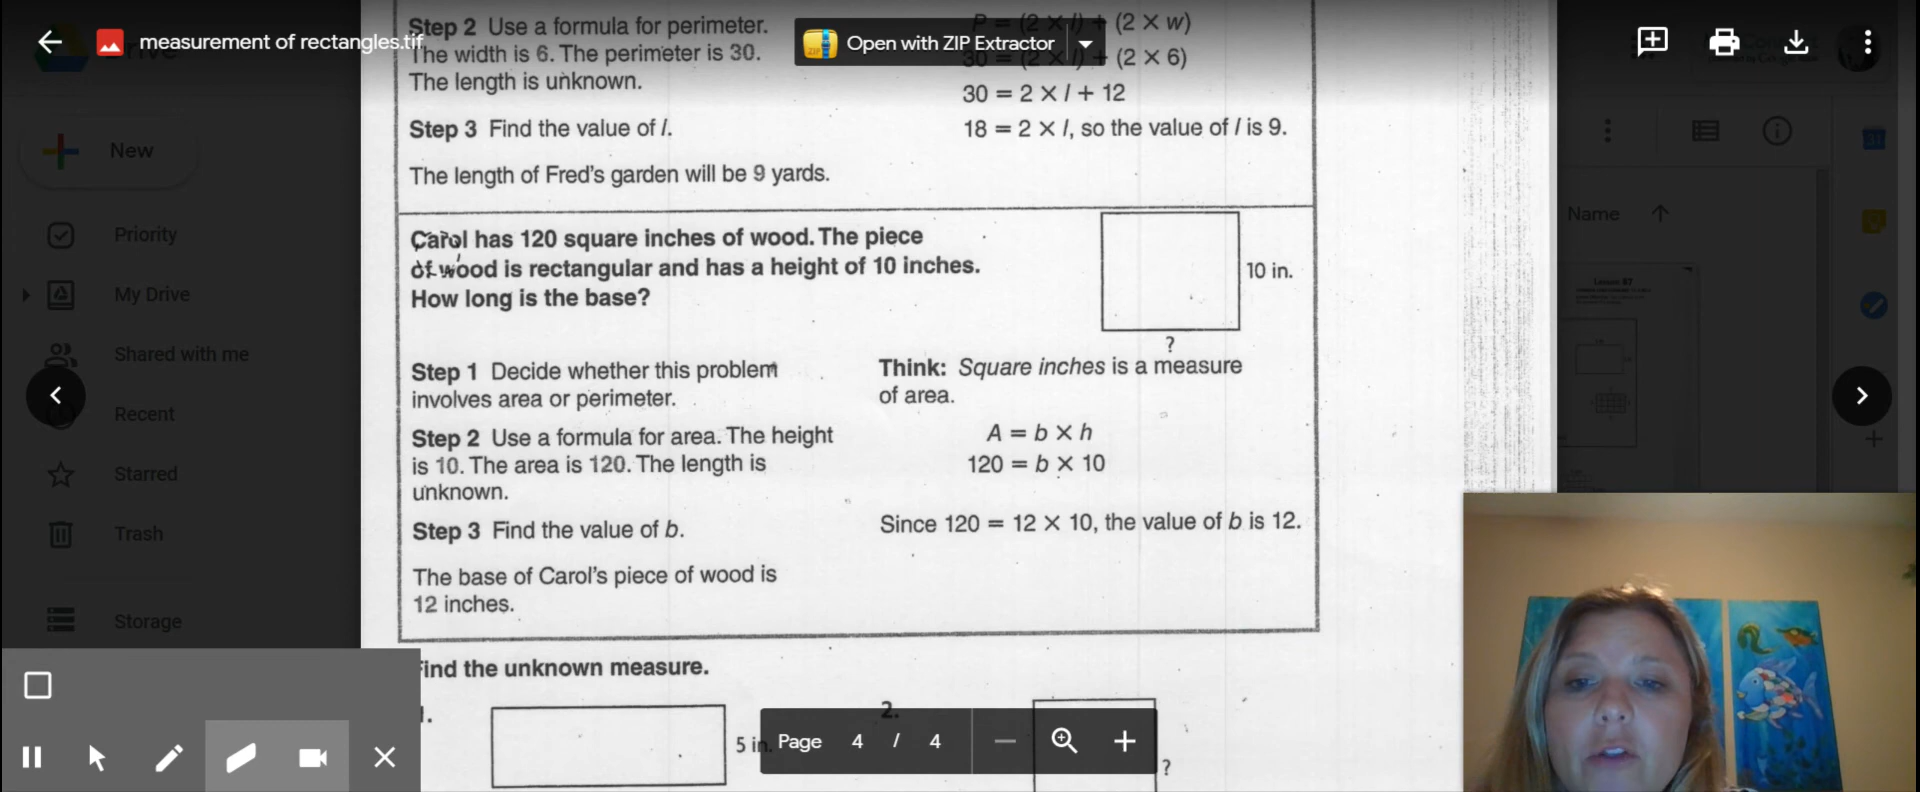 measurement of rectangles.tif
Open with ZIP Extractor
New
Priority
My Drive
Shared with me
Recent
Starred
Trash
Storage
Name
Step 2 Use a formula for perimeter.
The width is 6. The perimeter is 30.
The length is unknown.
P = (2 × l) + (2 × w)
30 = (2 × l) + (2 × 6)
30 = 2 × l + 12
Step 3 Find the value of l.
18 = 2 × l, so the value of l is 9.
The length of Fred's garden will be 9 yards.
Carol has 120 square inches of wood. The piece
of wood is rectangular and has a height of 10 inches.
How long is the base?
10 in.
?
Step 1 Decide whether this problem
involves area or perimeter.
Think: Square inches is a measure
of area.
Step 2 Use a formula for area. The height
is 10. The area is 120. The length is
unknown.
A = b × h
120 = b × 10
Step 3 Find the value of b.
Since 120 = 12 × 10, the value of b is 12.
The base of Carol's piece of wood is
12 inches.
ind the unknown measure.
5 in.
2.
?
Page 4 / 4
31
Lesson 87